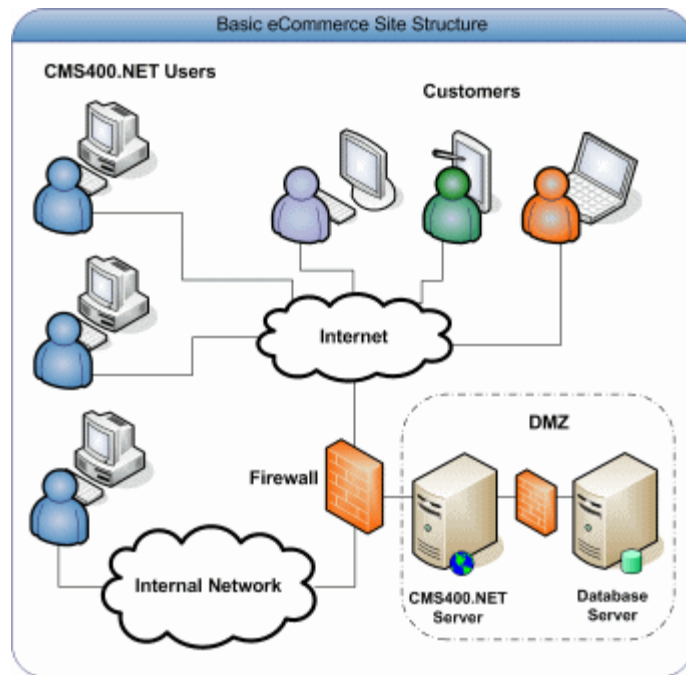 Basic eCommerce Site Structure
CMS400.NET Users
Customers
Internet
DMZ
Firewall
Internal Network
CMS400.NET
Server
Database
Server